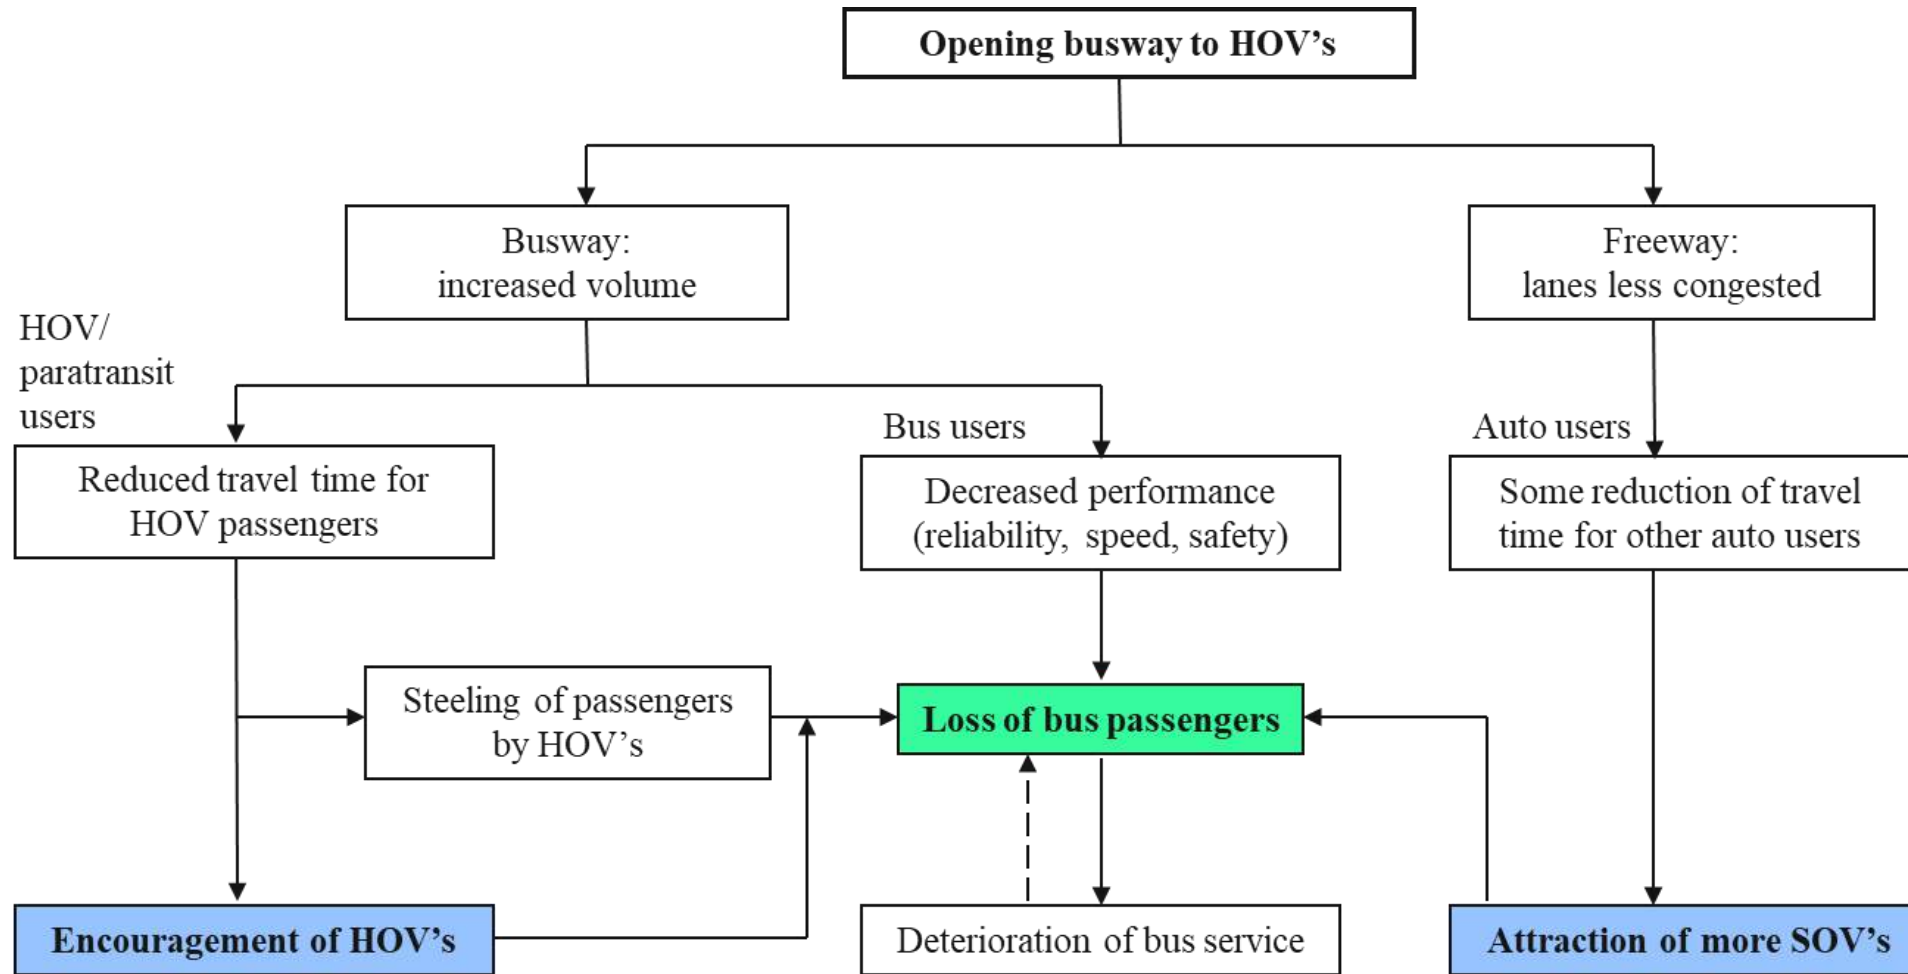 Opening busway to HOV’s
Busway:
increased volume
Freeway:
lanes less congested
HOV/
paratransit
users
Bus users
Auto users
Reduced travel time for
HOV passengers
Decreased performance
(reliability, speed, safety)
Some reduction of travel
time for other auto users
Steeling of passengers
by HOV’s
Loss of bus passengers
Encouragement of HOV’s
Deterioration of bus service
Attraction of more SOV’s